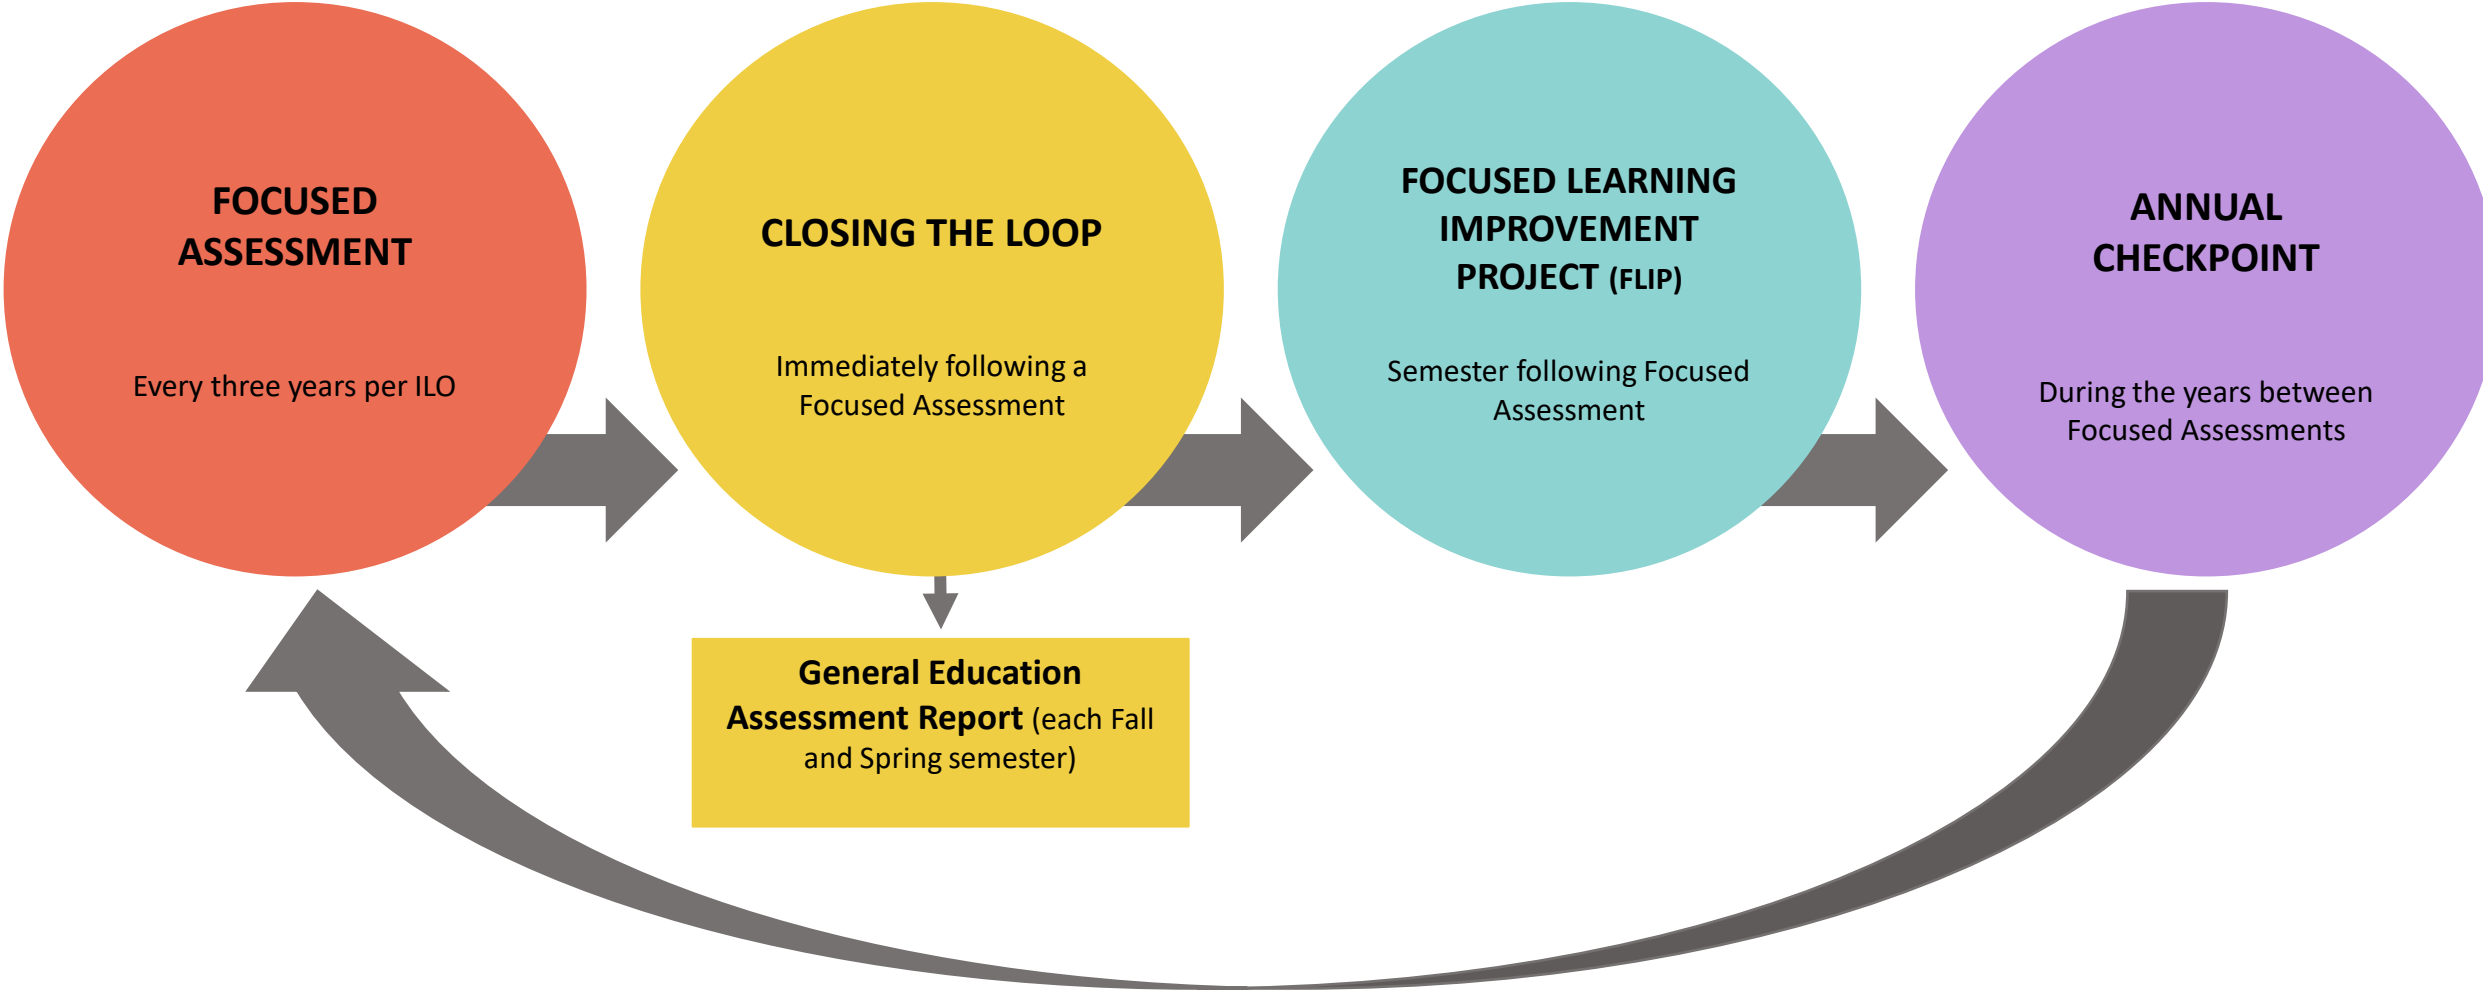 FOCUSED
ASSESSMENT
Every three years per ILO
CLOSING THE LOOP
Immediately following a
Focused Assessment
General Education
Assessment Report (each Fall
and Spring semester)
FOCUSED LEARNING
IMPROVEMENT
PROJECT (FLIP)
Semester following Focused
Assessment
ANNUAL
CHECKPOINT
During the years between
Focused Assessments